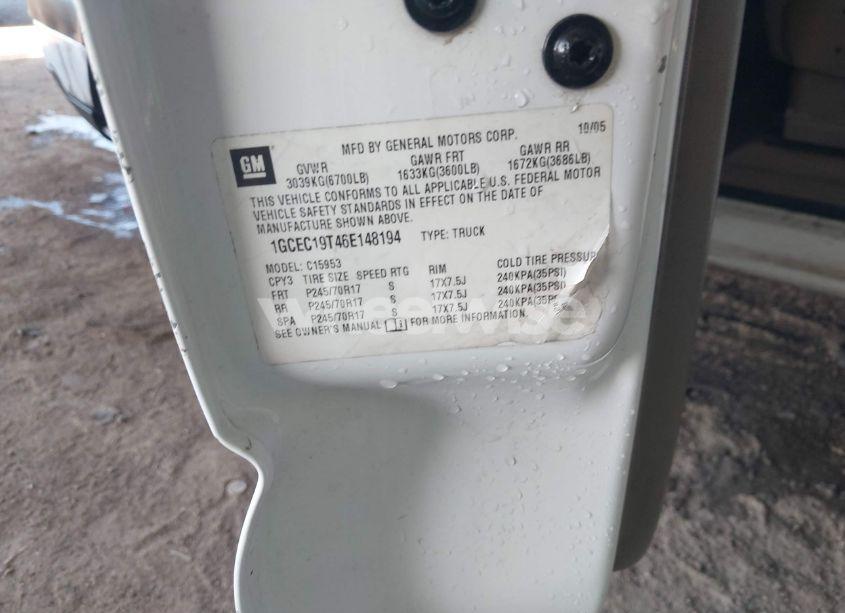 GM
MFD BY GENERAL MOTORS CORP. 10/05
GVWR GAWR FRT GAWR RR
3039KG(6700LB) 1633KG(3600LB) 1672KG(3686LB)
THIS VEHICLE CONFORMS TO ALL APPLICABLE U.S. FEDERAL MOTOR
VEHICLE SAFETY STANDARDS IN EFFECT ON THE DATE OF
MANUFACTURE SHOWN ABOVE.
1GCEC19T46E148194 TYPE: TRUCK
MODEL: C15953
CPY3 TIRE SIZE SPEED RTG RIM COLD TIRE PRESSUR
FRT P245/70R17 S 17X7.5J 240KPA(35PSI)
RR P245/70R17 S 17X7.5J 240KPA(35PSI)
SPA P245/70R17 S 17X7.5J 240KPA(35PS
SEE OWNER'S MANUAL FOR MORE INFORMATION.